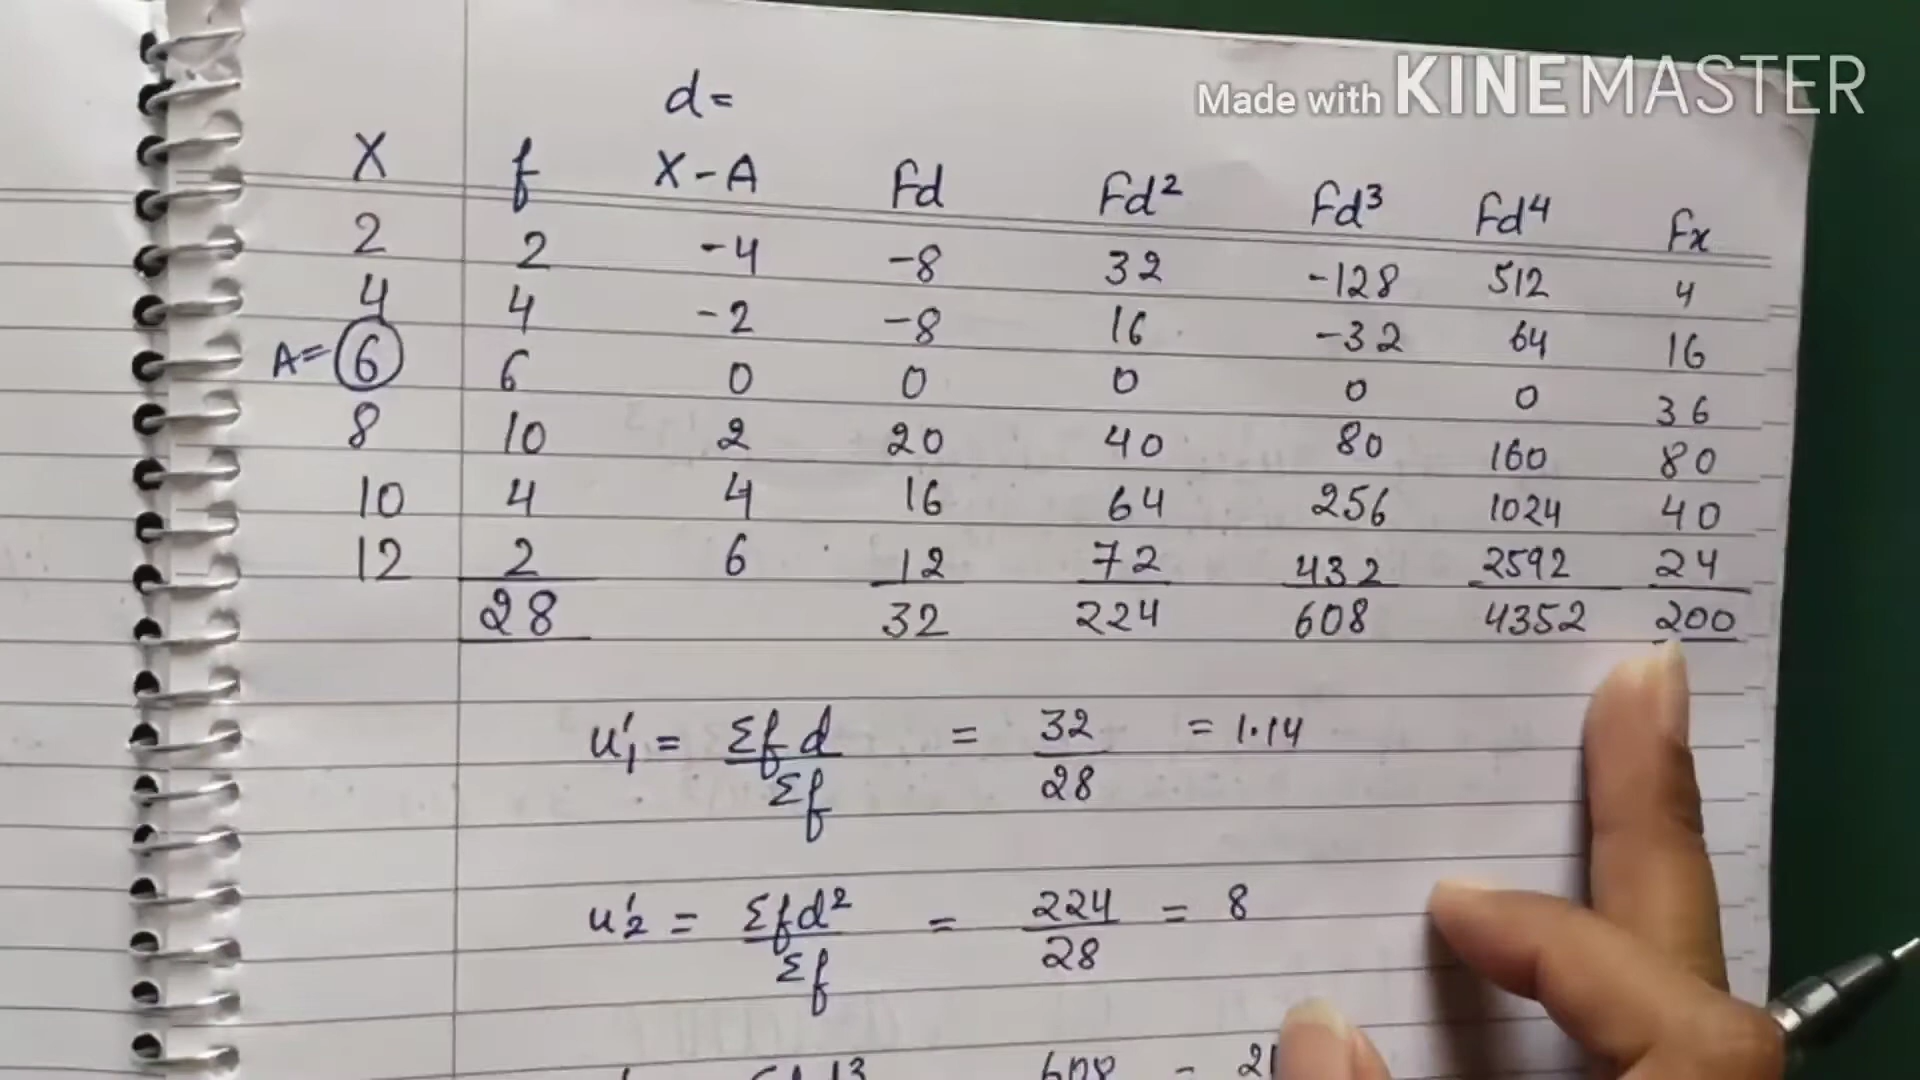 Made with KINEMASTER
d=
X f X-A Fd Fd² Fd³ Fd⁴ Fx
2 2 -4 -8 32 -128 512 4
4 4 -2 -8 16 -32 64 16
A= 6 6 0 0 0 0 0 36
8 10 2 20 40 80 160 80
10 4 4 16 64 256 1024 40
12 2 6 12 72 432 2592 24
28 32 224 608 4352 200
u'₁ = Σfd = 32 = 1.14
Σf 28
u'₂ = Σfd² = 224 = 8
Σf 28
608 =